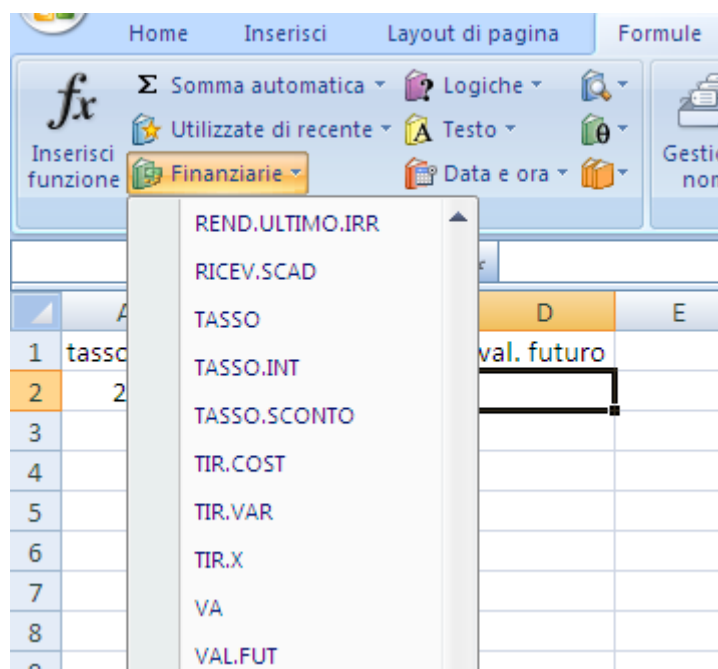 Home Inserisci Layout di pagina Formule
fx Σ Somma automatica Logiche
Inserisci funzione Utilizzate di recente A Testo θ
Finanziarie Data e ora
REND.ULTIMO.IRR
RICEV.SCAD
TASSO
TASSO.INT
TASSO.SCONTO
TIR.COST
TIR.VAR
TIR.X
VA
VAL.FUT
D E
1 val. futuro
2 2
3
4
5
6
7
8